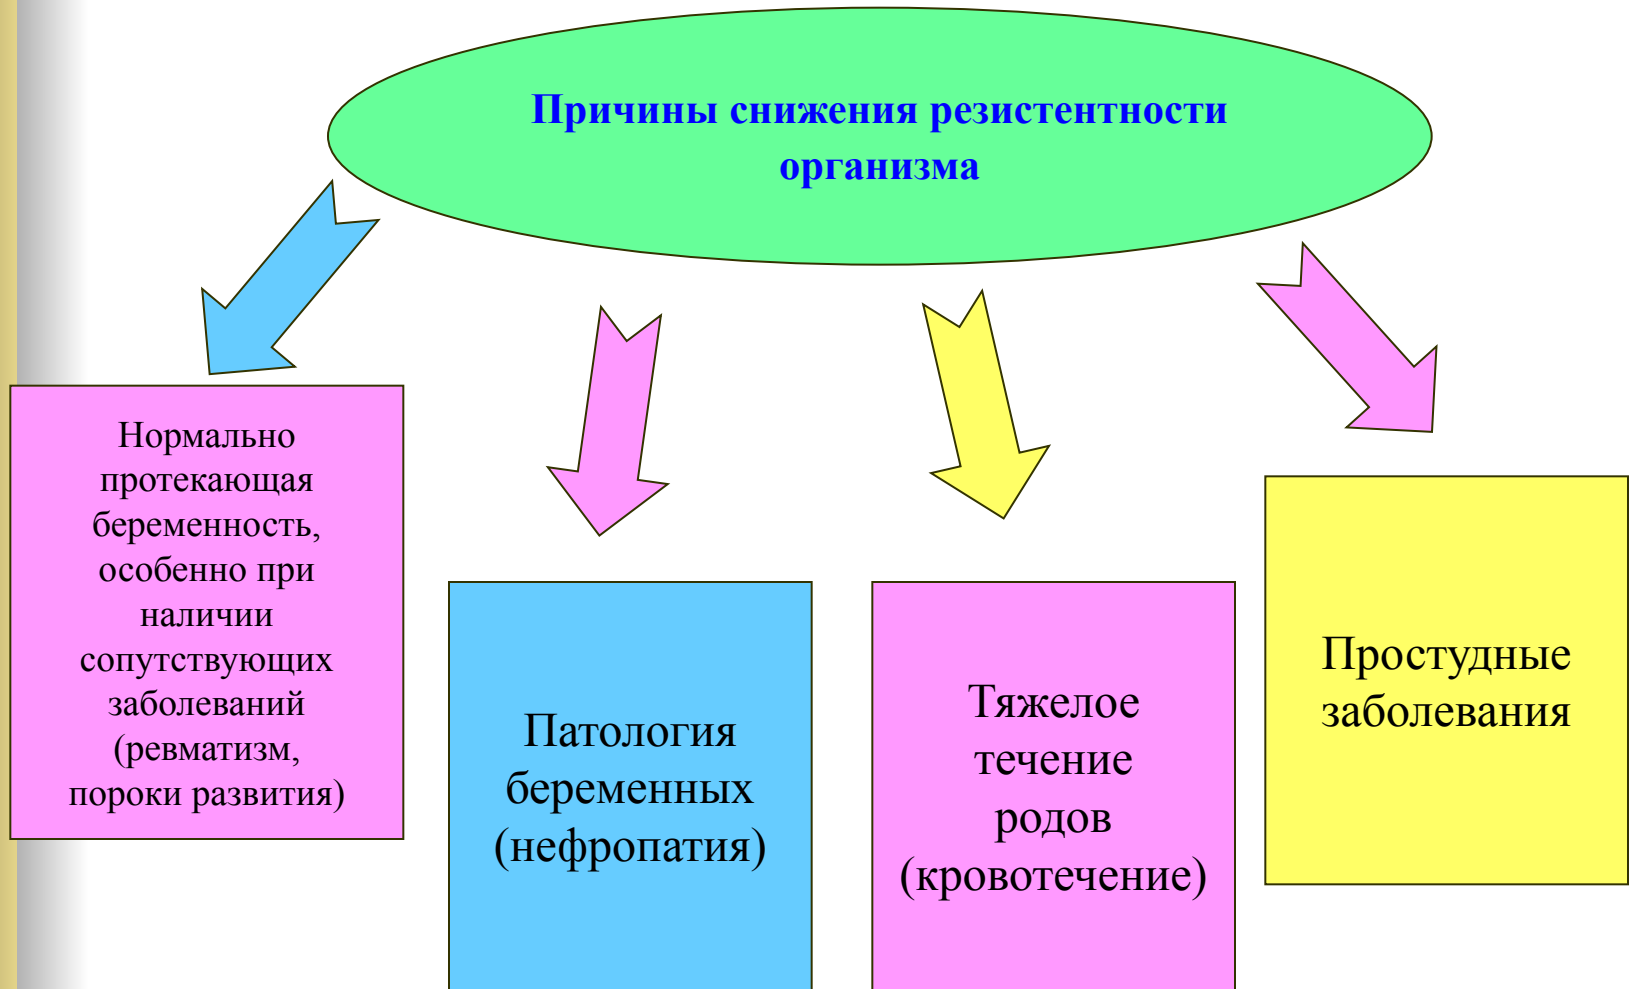 Причины снижения резистентности
организма
Нормально
протекающая
беременность,
особенно при
наличии
сопутствующих
заболеваний
(ревматизм,
пороки развития)
Патология
беременных
(нефропатия)
Тяжелое
течение
родов
(кровотечение)
Простудные
заболевания